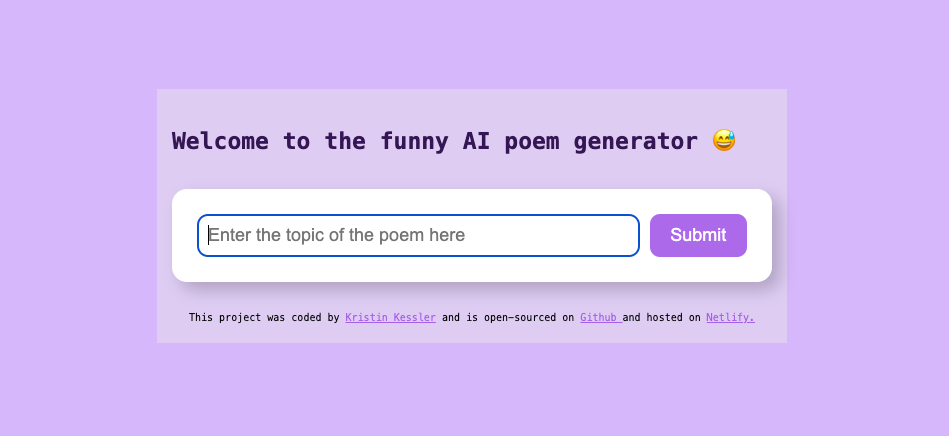 Welcome to the funny AI poem generator 😅
Enter the topic of the poem here
Submit
This project was coded by Kristin Kessler and is open-sourced on Github and hosted on Netlify.